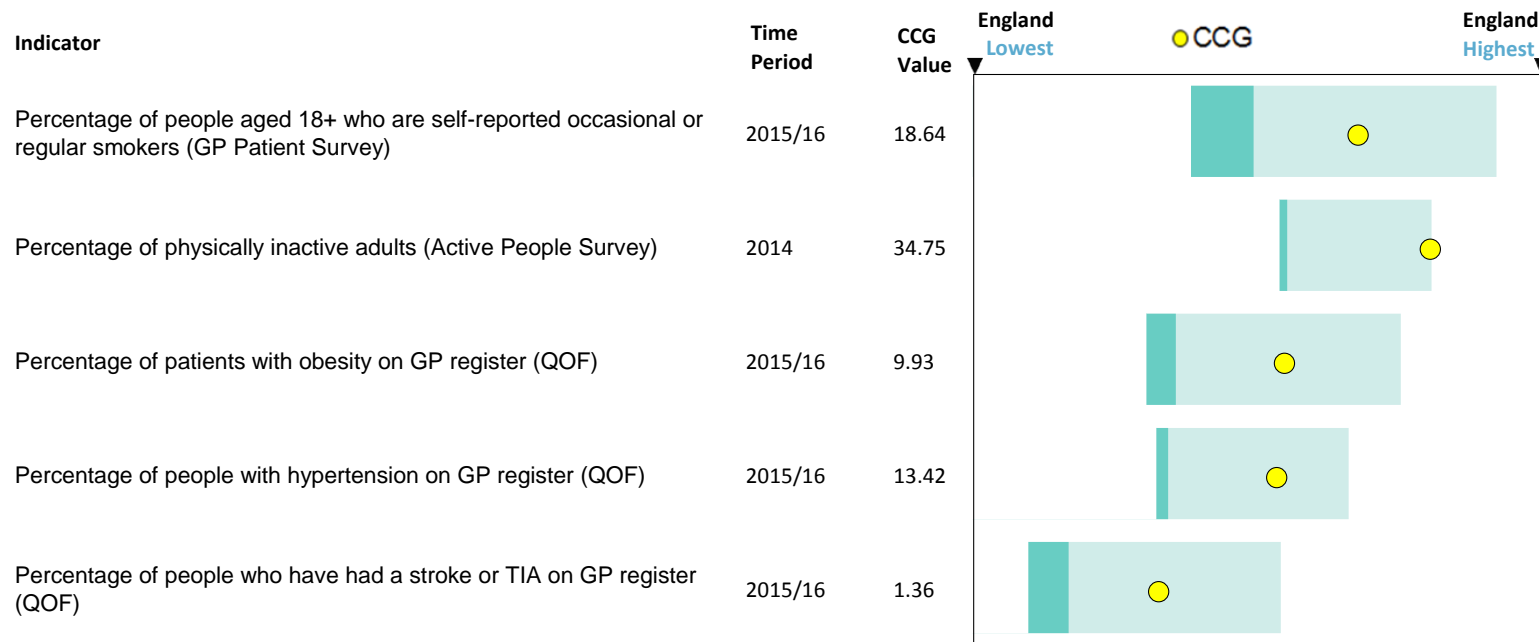 Indicator
Time
Period
CCG
Value
England
Lowest
CCG
England
Highest
Percentage of people aged 18+ who are self-reported occasional or
regular smokers (GP Patient Survey)
2015/16
18.64
Percentage of physically inactive adults (Active People Survey)
2014
34.75
Percentage of patients with obesity on GP register (QOF)
2015/16
9.93
Percentage of people with hypertension on GP register (QOF)
2015/16
13.42
Percentage of people who have had a stroke or TIA on GP register
(QOF)
2015/16
1.36